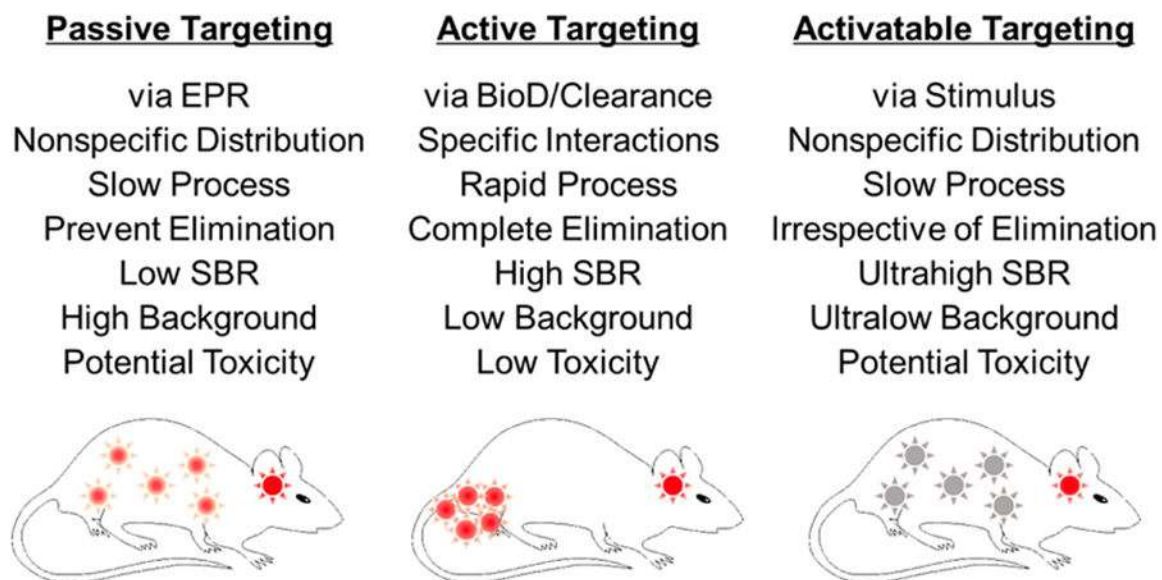 Passive Targeting
via EPR
Nonspecific Distribution
Slow Process
Prevent Elimination
Low SBR
High Background
Potential Toxicity
Active Targeting
via BioD/Clearance
Specific Interactions
Rapid Process
Complete Elimination
High SBR
Low Background
Low Toxicity
Activatable Targeting
via Stimulus
Nonspecific Distribution
Slow Process
Irrespective of Elimination
Ultrahigh SBR
Ultralow Background
Potential Toxicity